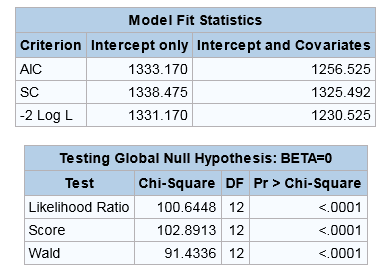 Model Fit Statistics
Criterion Intercept only Intercept and Covariates
AIC 1333.170 1256.525
SC 1338.475 1325.492
-2 Log L 1331.170 1230.525
Testing Global Null Hypothesis: BETA=0
Test Chi-Square DF Pr > Chi-Square
Likelihood Ratio 100.6448 12 <.0001
Score 102.8913 12 <.0001
Wald 91.4336 12 <.0001